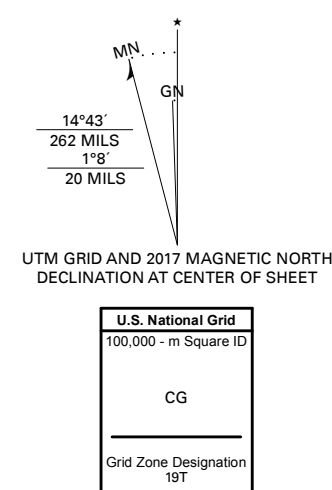 ★
MN
GN
14°43´
262 MILS
1°8´
20 MILS
UTM GRID AND 2017 MAGNETIC NORTH
DECLINATION AT CENTER OF SHEET
U.S. National Grid
100,000 - m Square ID
CG
Grid Zone Designation
19T